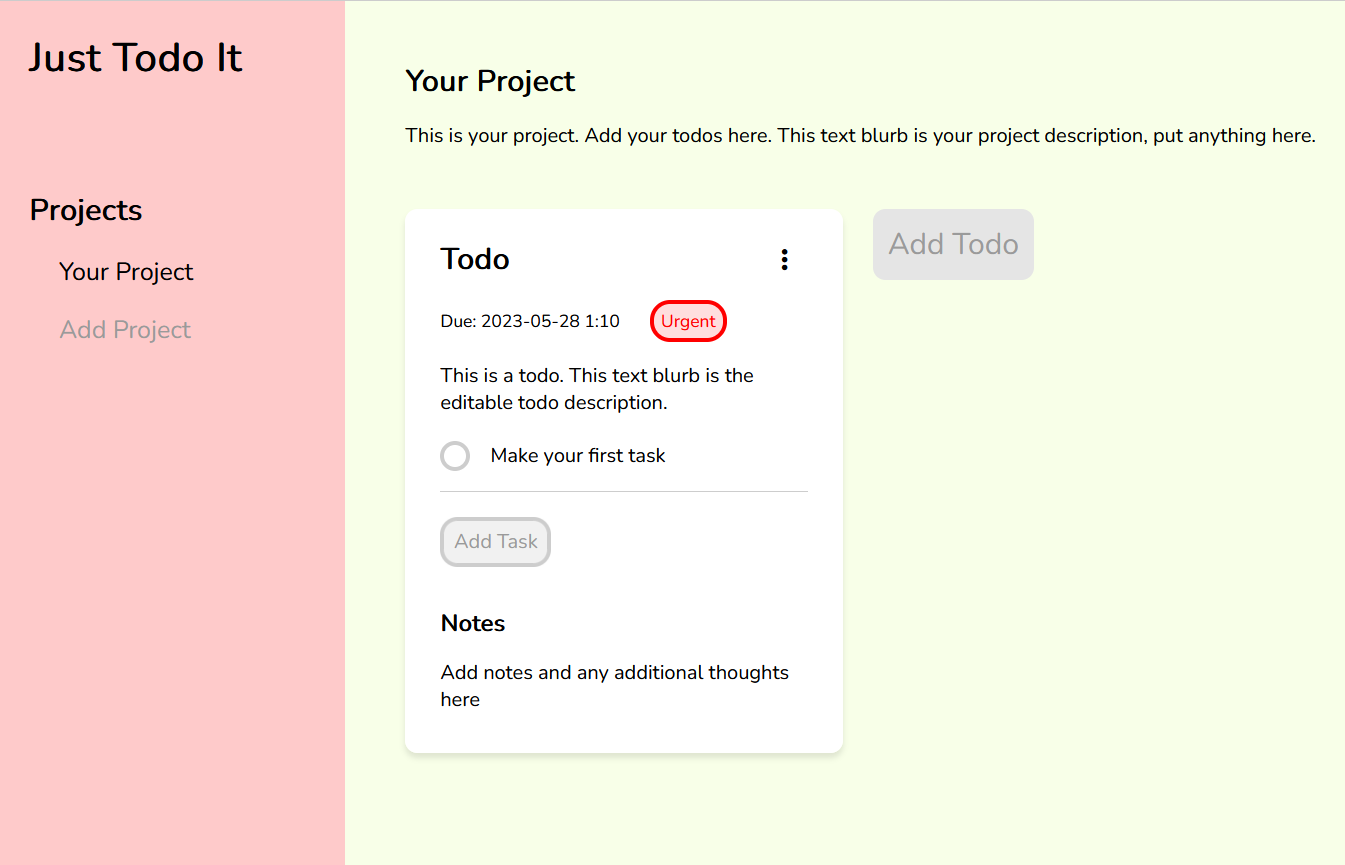 Just Todo It
Projects
Your Project
Add Project
Your Project
This is your project. Add your todos here. This text blurb is your project description, put anything here.
Todo
Due: 2023-05-28 1:10
Urgent
This is a todo. This text blurb is the
editable todo description.
Make your first task
Add Task
Notes
Add notes and any additional thoughts
here
Add Todo